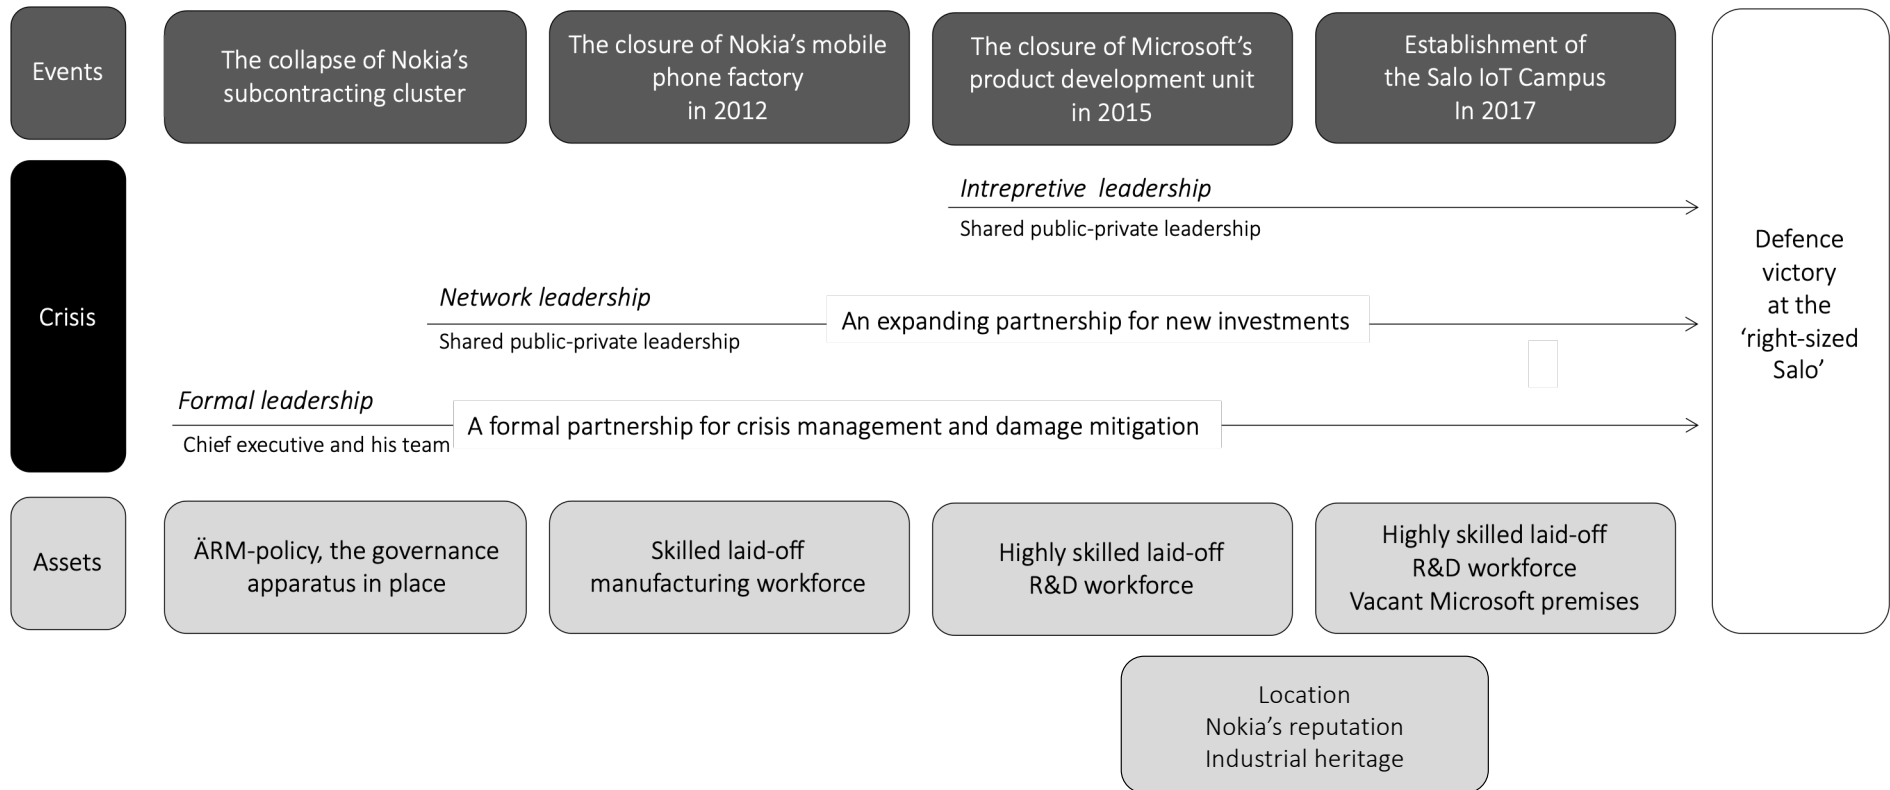 Events
The collapse of Nokia's
subcontracting cluster
The closure of Nokia's mobile
phone factory
in 2012
The closure of Microsoft's
product development unit
in 2015
Establishment of
the Salo IoT Campus
In 2017
Crisis
Intrepretive leadership
Shared public-private leadership
Network leadership
Shared public-private leadership
An expanding partnership for new investments
Formal leadership
Chief executive and his team
A formal partnership for crisis management and damage mitigation
Defence
victory
at the
‘right-sized
Salo’
Assets
ÄRM-policy, the governance
apparatus in place
Skilled laid-off
manufacturing workforce
Highly skilled laid-off
R&D workforce
Highly skilled laid-off
R&D workforce
Vacant Microsoft premises
Location
Nokia's reputation
Industrial heritage